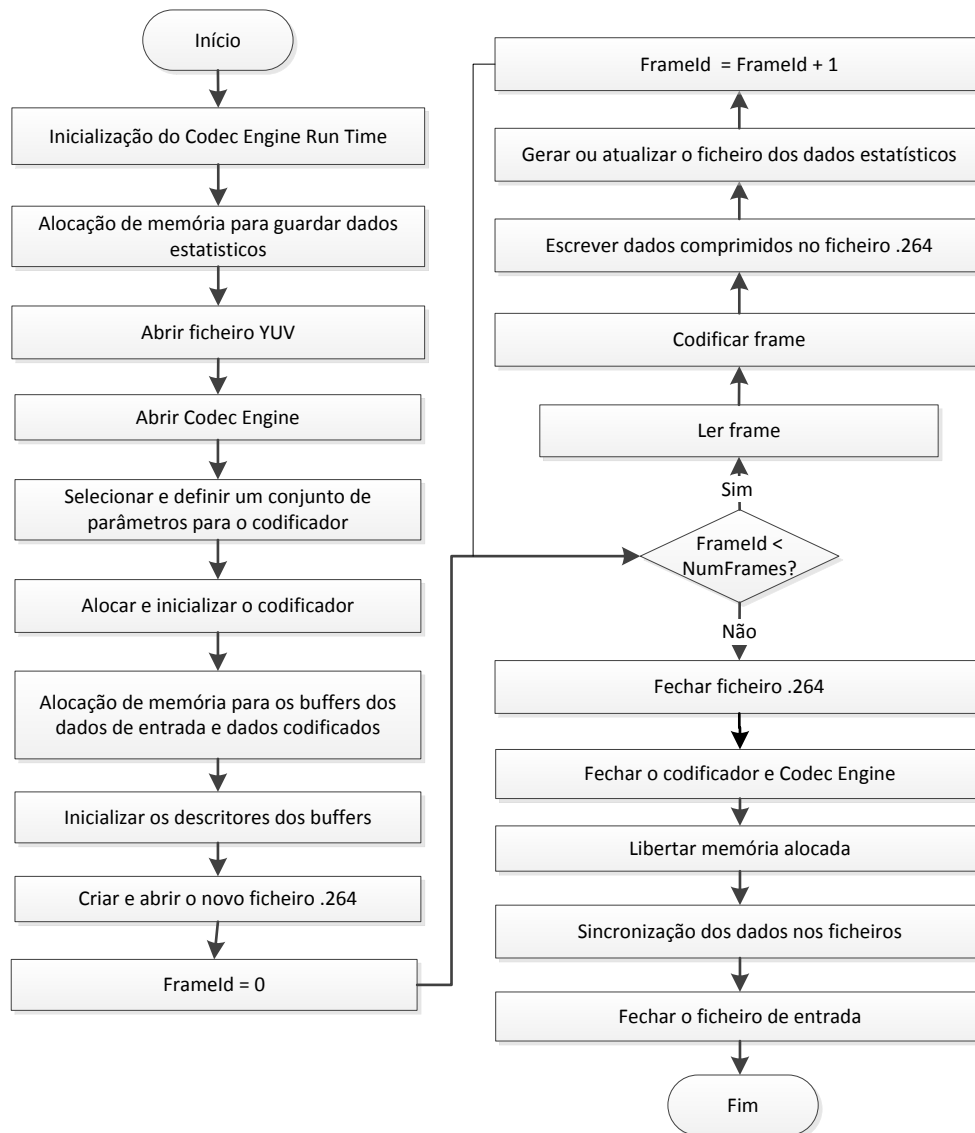 Início
Inicialização do Codec Engine Run Time
Alocação de memória para guardar dados
estatisticos
Abrir ficheiro YUV
Abrir Codec Engine
Selecionar e definir um conjunto de
parâmetros para o codificador
Alocar e inicializar o codificador
Alocação de memória para os buffers dos
dados de entrada e dados codificados
Inicializar os descritores dos buffers
Criar e abrir o novo ficheiro .264
FrameId = 0
FrameId = FrameId + 1
Gerar ou atualizar o ficheiro dos dados estatísticos
Escrever dados comprimidos no ficheiro .264
Codificar frame
Ler frame
Sim
FrameId <
NumFrames?
Não
Fechar ficheiro .264
Fechar o codificador e Codec Engine
Libertar memória alocada
Sincronização dos dados nos ficheiros
Fechar o ficheiro de entrada
Fim